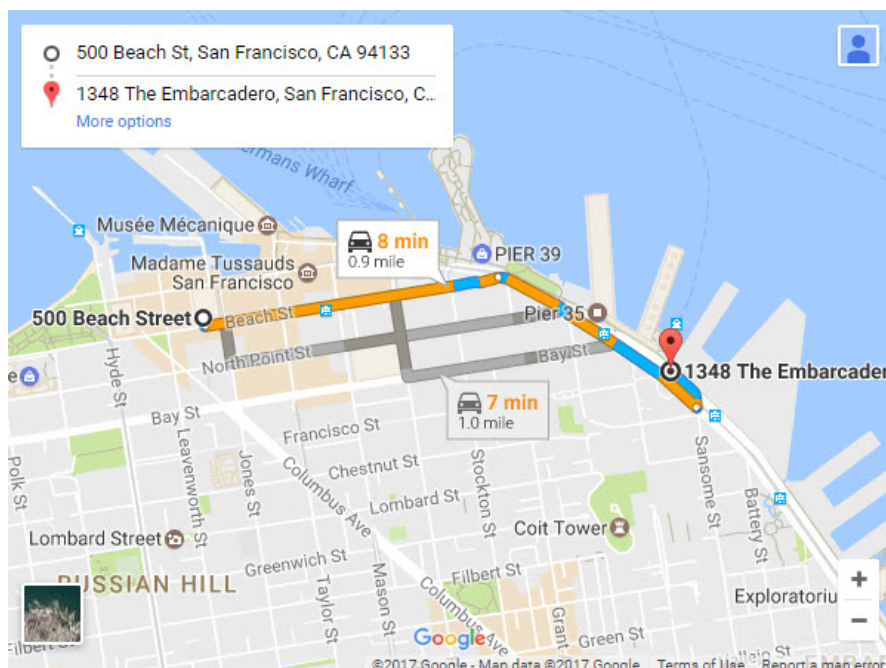 500 Beach St, San Francisco, CA 94133
1348 The Embarcadero, San Francisco, C...
More options
Wharf
Musée Mécanique
8 min
0.9 mile
PIER 39
Madame Tussauds
San Francisco
500 Beach Street
Beach St
Pier 35
North Point St
Bay St
1348 The Embarcader
Hyde St
7 min
1.0 mile
Bay St
Francisco St
Polk St
Leavenworth St
Jones St
Columbus Ave
Chestnut St
Stockton St
Sansome St
Lombard St
Battery St
Lombard Street
Coit Tower
Greenwich St
RUSSIAN HILL
Taylor St
Mason St
Columbus Ave
Filbert St
Grant
Exploratoriu
Green St
Filbert St
Google
©2017 Google - Map data ©2017 Google
Terms of Use
Report a map error